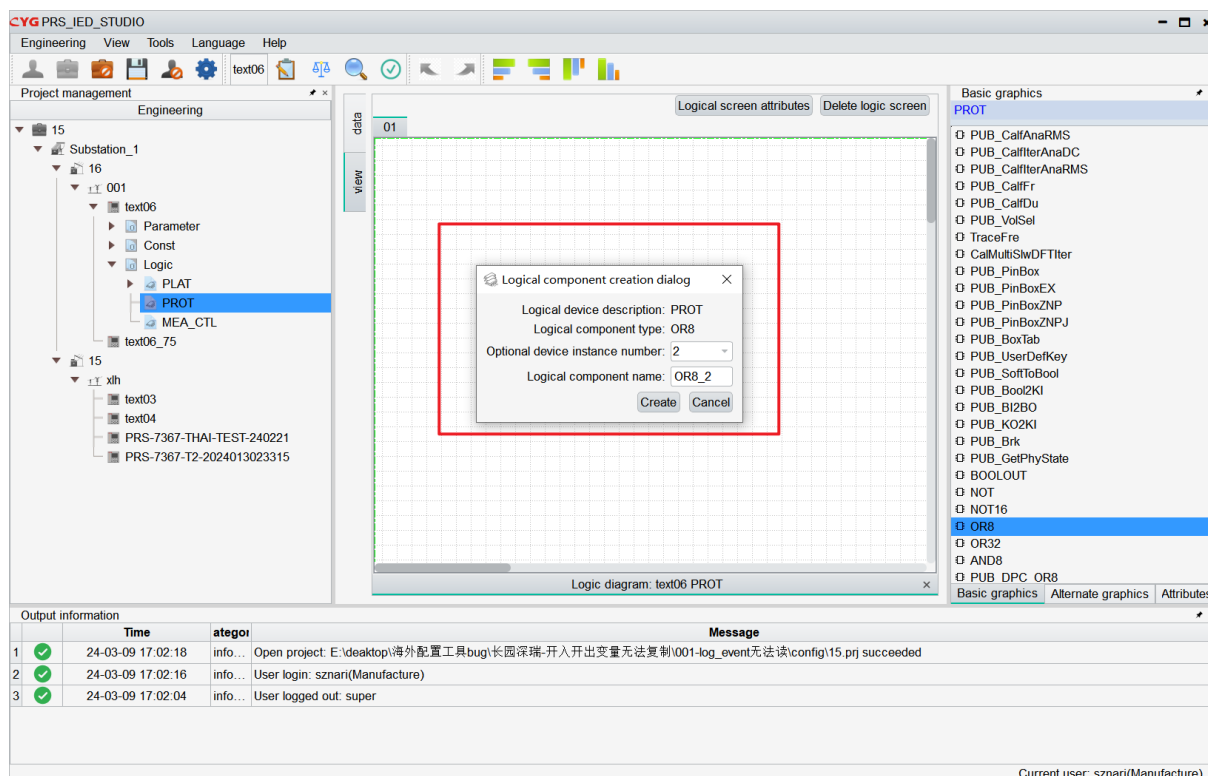 CYG PRS_IED_STUDIO
Engineering View Tools Language Help
text06
Project management
Engineering
15
Substation_1
16
001
text06
Parameter
Const
Logic
PLAT
PROT
MEA_CTL
text06_75
15
xlh
text03
text04
PRS-7367-THAI-TEST-240221
PRS-7367-T2-2024013023315
data
view
Logical screen attributes Delete logic screen
01
Logical component creation dialog
Logical device description: PROT
Logical component type: OR8
Optional device instance number: 2
Logical component name: OR8_2
Create Cancel
Logic diagram: text06 PROT
Basic graphics
PROT
PUB_CalfAnaRMS
PUB_CalfIterAnaDC
PUB_CalfIterAnaRMS
PUB_CalfFr
PUB_CalfDu
PUB_VolSel
TraceFre
CalMultiSlwDFTIter
PUB_PinBox
PUB_PinBoxEX
PUB_PinBoxZNP
PUB_PinBoxZNPJ
PUB_BoxTab
PUB_UserDefKey
PUB_SoftToBool
PUB_Bool2KI
PUB_BI2BO
PUB_KO2KI
PUB_Brk
PUB_GetPhyState
BOOLOUT
NOT
NOT16
OR8
OR32
AND8
PUB_DPC_OR8
Basic graphics Alternate graphics Attributes
Output information
Time ategor Message
1 24-03-09 17:02:18 info... Open project: E:\deaktop\海外配置工具bug\长园深瑞-开入开出变量无法复制\001-log_event无法读\config\15.prj succeeded
2 24-03-09 17:02:16 info... User login: sznari(Manufacture)
3 24-03-09 17:02:04 info... User logged out: super
Current user: sznari(Manufacture)